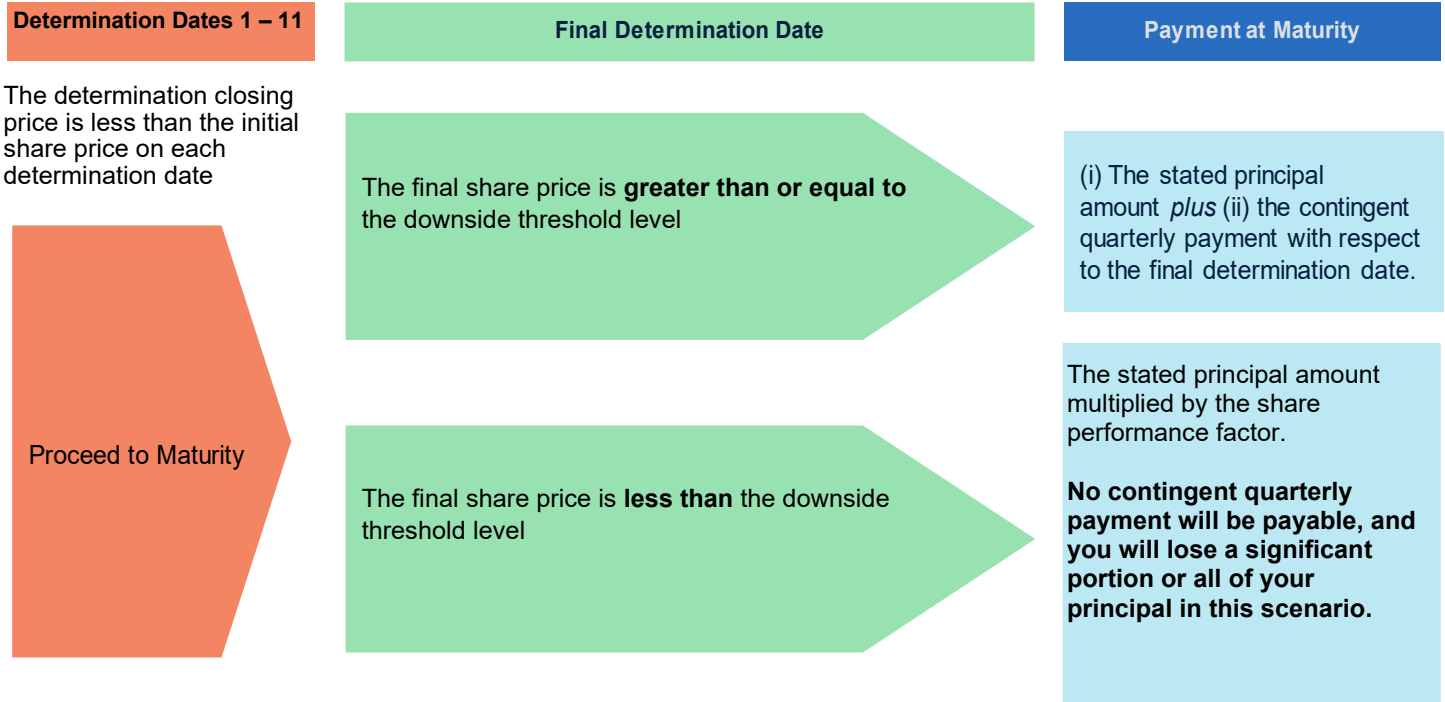 Determination Dates 1 – 11
Final Determination Date
Payment at Maturity
The determination closing
price is less than the initial
share price on each
determination date
Proceed to Maturity
The final share price is greater than or equal to
the downside threshold level
(i) The stated principal
amount plus (ii) the contingent
quarterly payment with respect
to the final determination date.
The final share price is less than the downside
threshold level
The stated principal amount
multiplied by the share
performance factor.
No contingent quarterly
payment will be payable, and
you will lose a significant
portion or all of your
principal in this scenario.